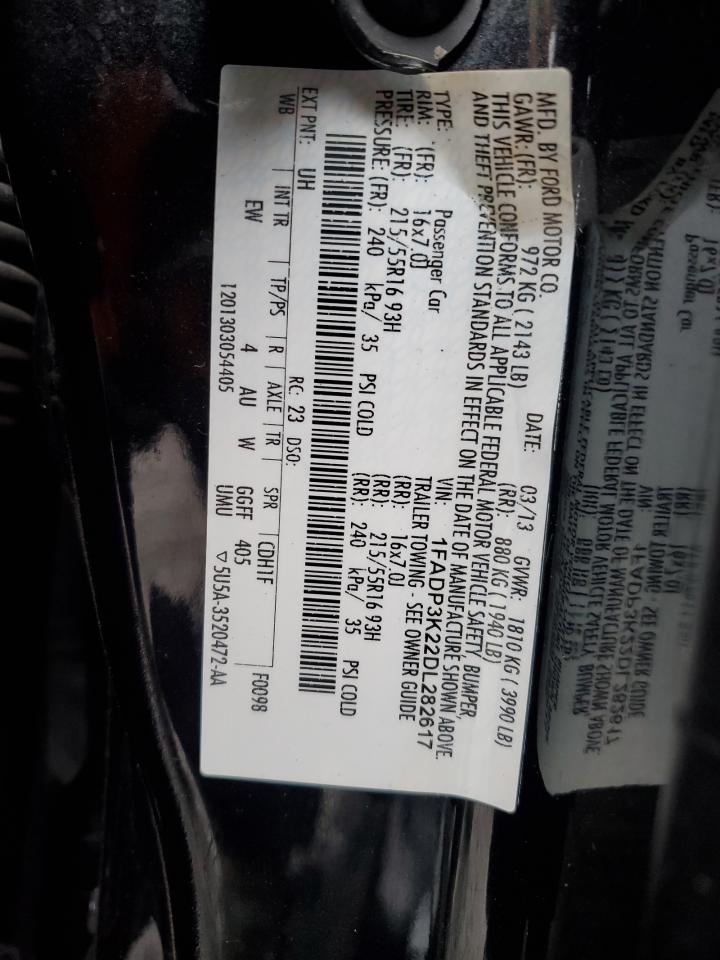 MFD. BY FORD MOTOR CO.
DATE: 03/13 GVWR: 1810 KG ( 3990 LB)
GAWR: (FR): 972 KG ( 2143 LB) (RR): 880 KG ( 1940 LB)
THIS VEHICLE CONFORMS TO ALL APPLICABLE FEDERAL MOTOR VEHICLE SAFETY, BUMPER,
AND THEFT PREVENTION STANDARDS IN EFFECT ON THE DATE OF MANUFACTURE SHOWN ABOVE.
VIN: 1FADP3K22DL282617
TYPE: Passenger Car TRAILER TOWING - SEE OWNER GUIDE
RIM: (FR): 16x7.0J (RR): 16x7.0J
TIRE: (FR): 215/55R16 93H (RR): 215/55R16 93H
PRESSURE: (FR): 240 kPa/ 35 PSI COLD (RR): 240 kPa/ 35 PSI COLD
EXT PNT: UH RC: 23 DSO: F0098
WB INT TR TP/PS R AXLE TR SPR CDH1F
EW 4 AU W GGFF 405
1201303054405 UMU ▽5U5A-3520472-AA